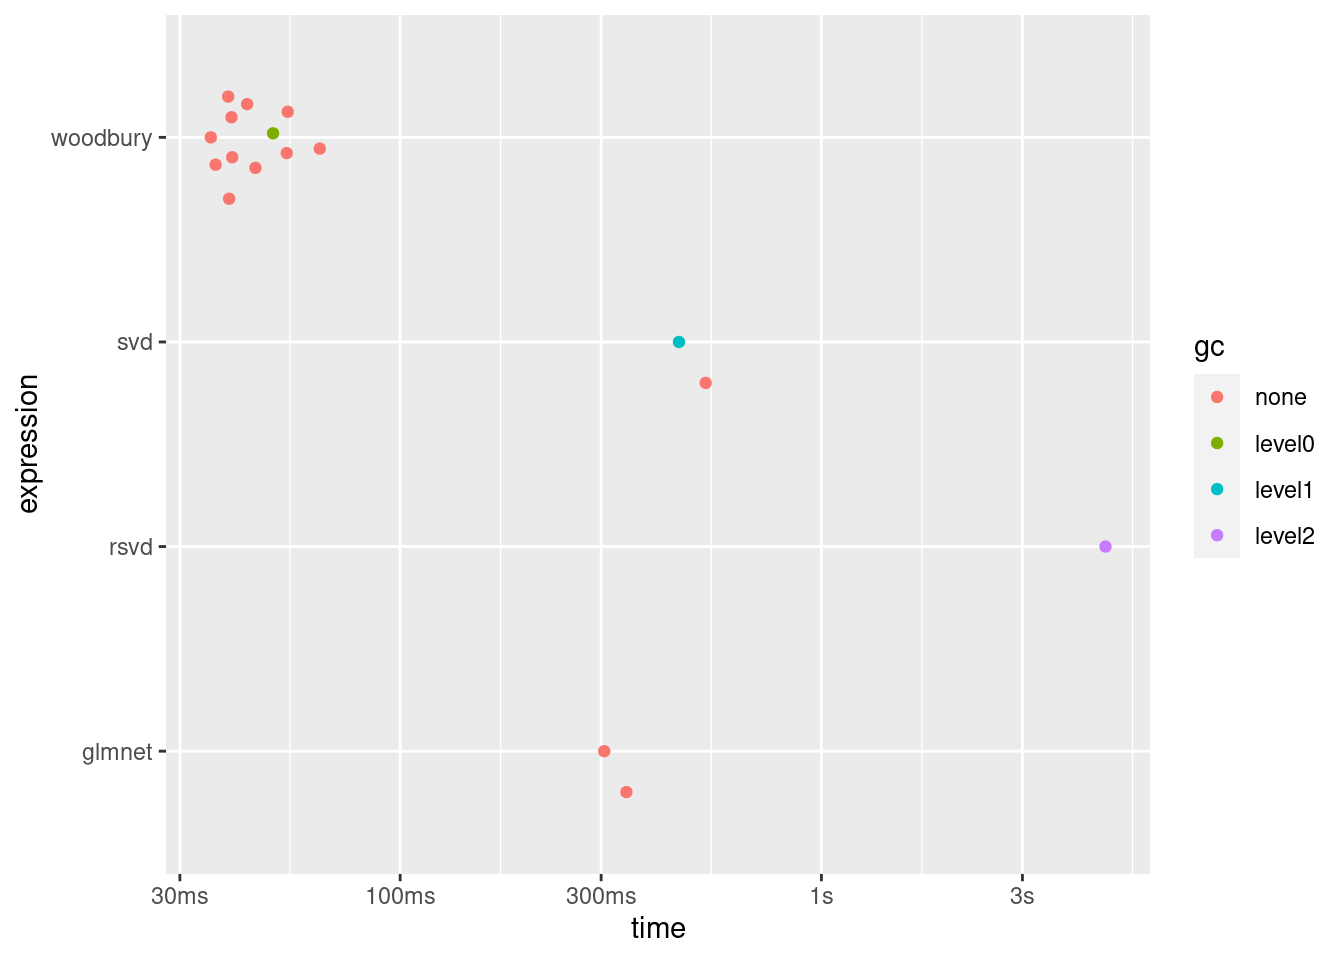 woodbury
svd
rsvd
glmnet
expression
30ms 100ms 300ms 1s 3s
time
gc
none
level0
level1
level2